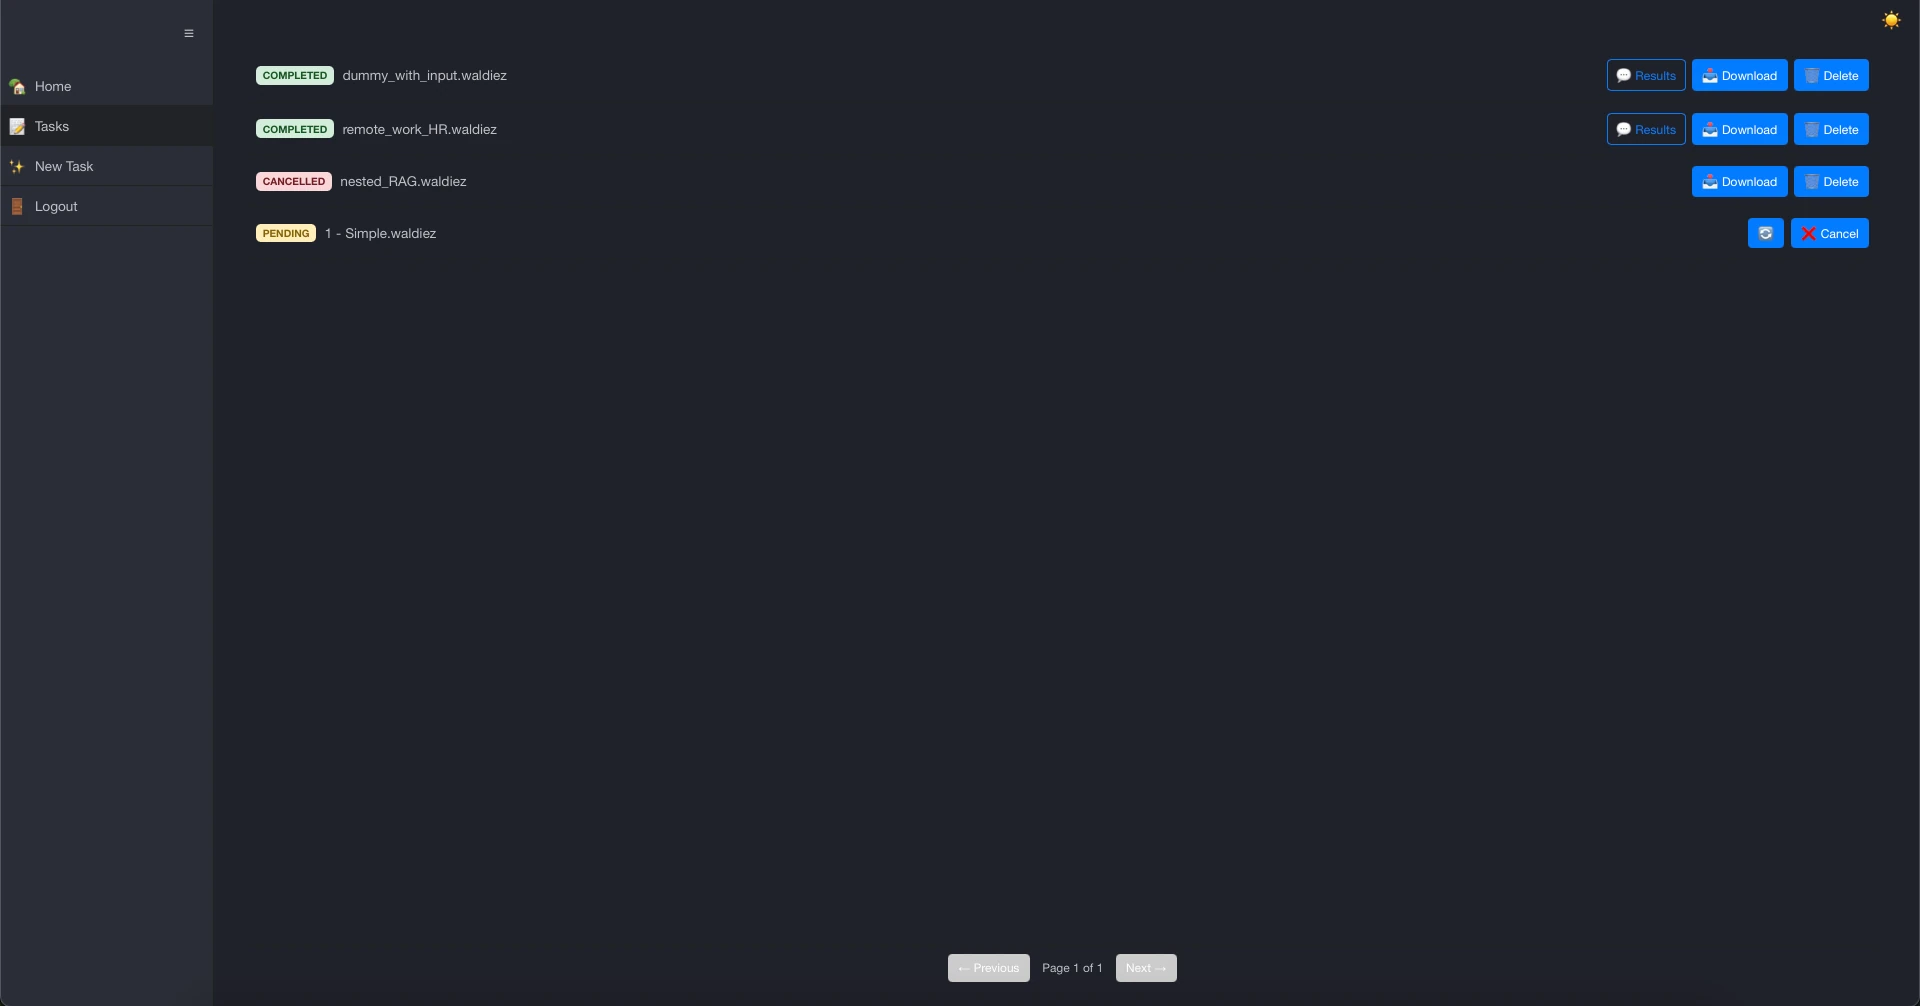 Home
Tasks
New Task
Logout
COMPLETED dummy_with_input.waldiez Results Download Delete
COMPLETED remote_work_HR.waldiez Results Download Delete
CANCELLED nested_RAG.waldiez Download Delete
PENDING 1 - Simple.waldiez Cancel
← Previous Page 1 of 1 Next →